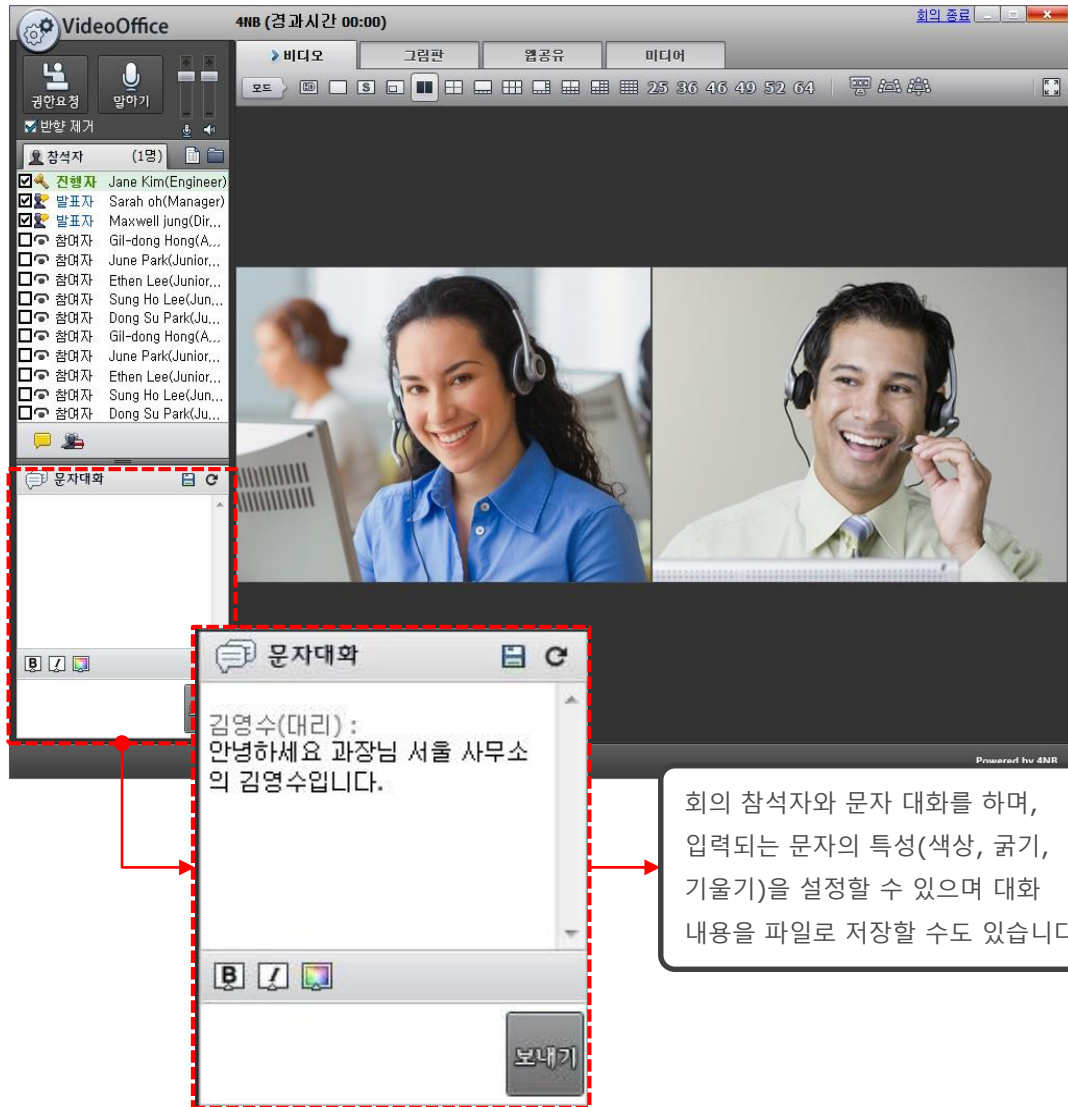 VideoOffice
4NB (경과시간 00:00)
회의 종료
비디오
그림판
웹공유
미디어
권한요청
말하기
모드
HD
S
25 36 46 49 52 64
반향 제거
참석자 (1명)
진행자 Jane Kim(Engineer)
발표자 Sarah oh(Manager)
발표자 Maxwell jung(Dir...
참여자 Gil-dong Hong(A...
참여자 June Park(Junior...
참여자 Ethen Lee(Junior...
참여자 Sung Ho Lee(Jun...
참여자 Dong Su Park(Ju...
참여자 Gil-dong Hong(A...
참여자 June Park(Junior...
참여자 Ethen Lee(Junior...
참여자 Sung Ho Lee(Jun...
참여자 Dong Su Park(Ju...
문자대화
B I
문자대화
김영수(대리) :
안녕하세요 과장님 서울 사무소
의 김영수입니다.
B I
보내기
Powered by 4NB
회의 참석자와 문자 대화를 하며,
입력되는 문자의 특성(색상, 굵기,
기울기)을 설정할 수 있으며 대화
내용을 파일로 저장할 수도 있습니다